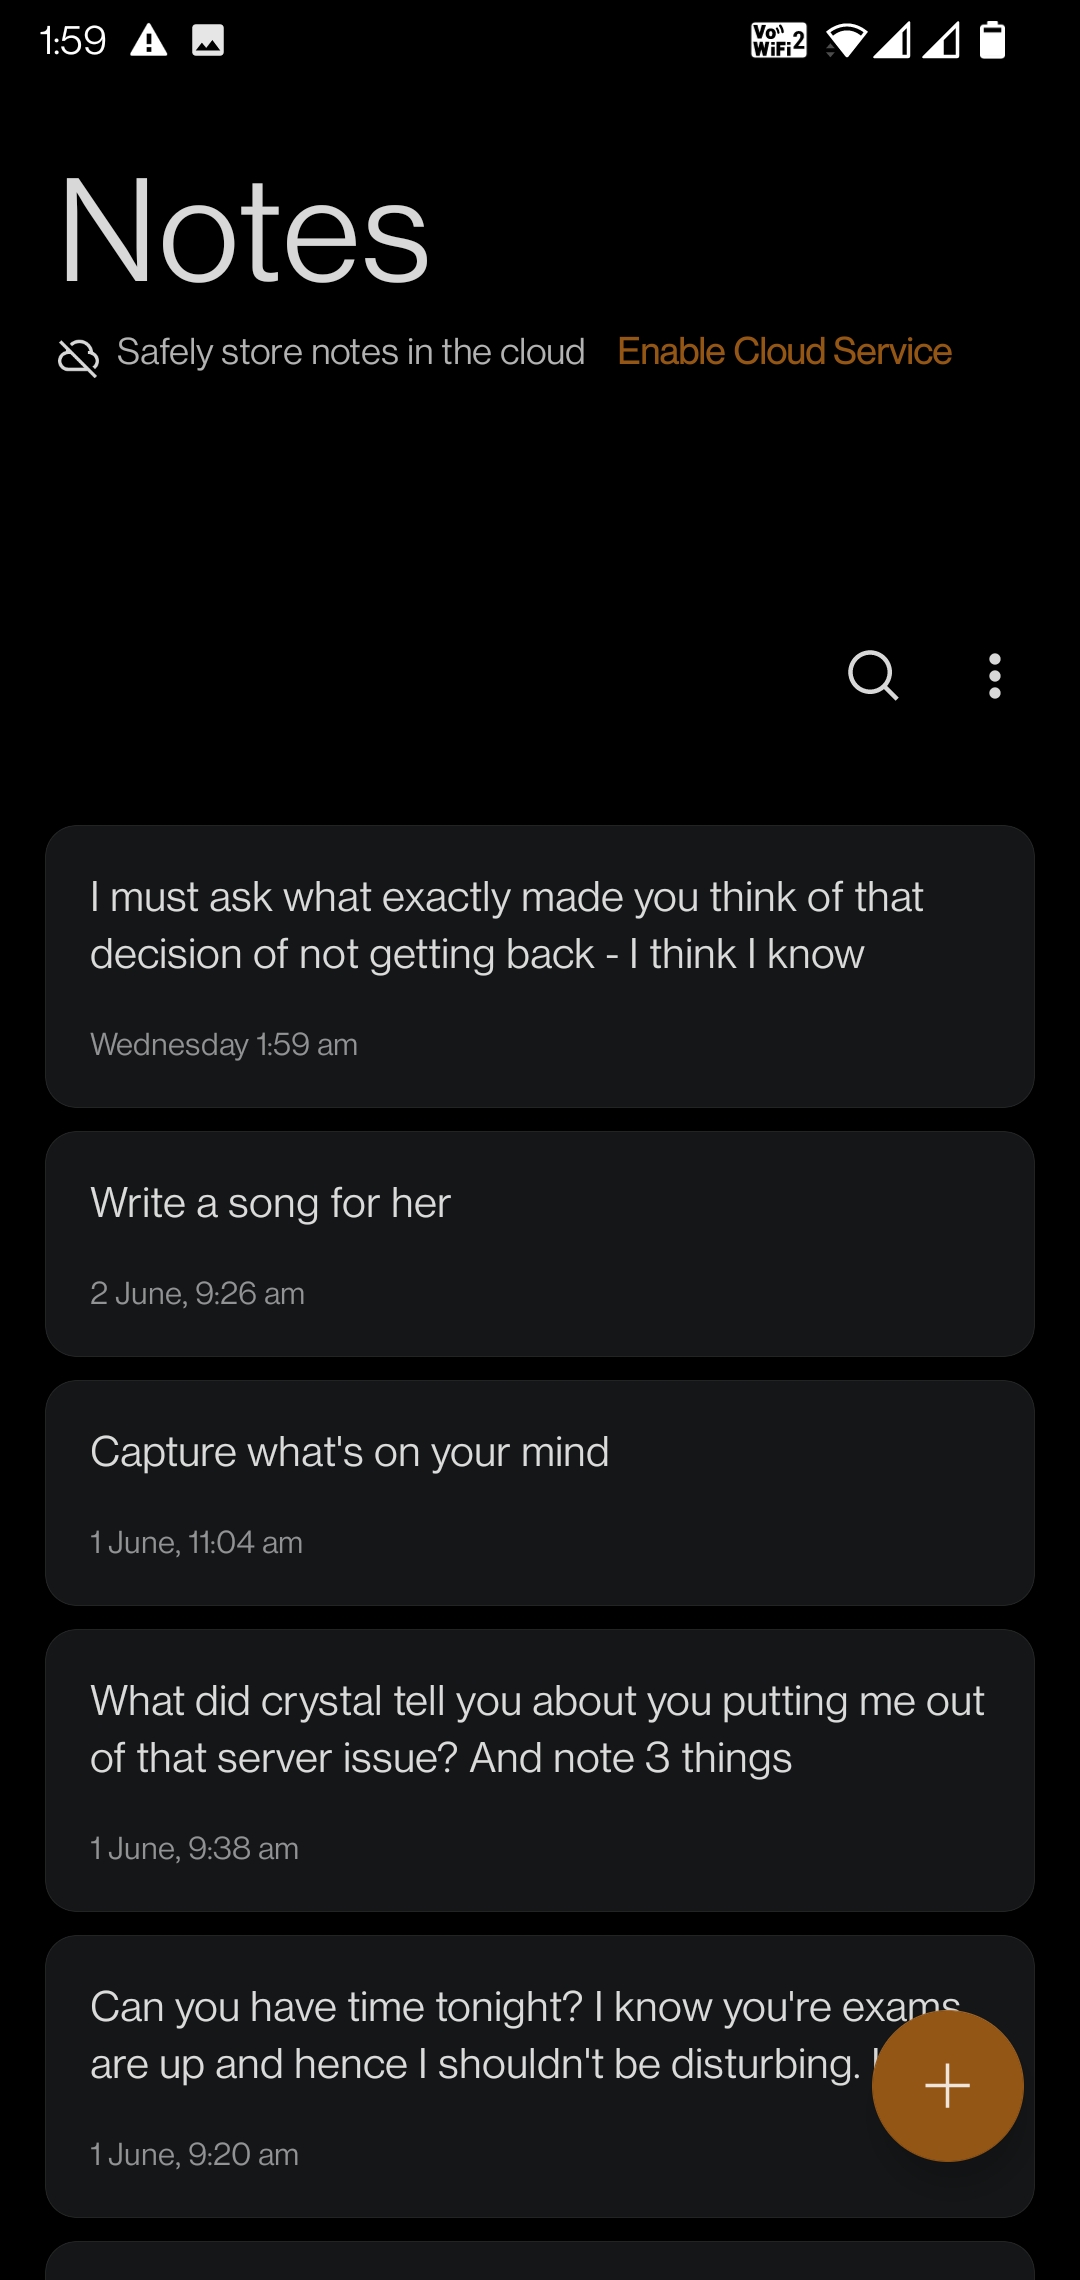 1:59
Vo WiFi 2
Notes
Safely store notes in the cloud Enable Cloud Service
I must ask what exactly made you think of that
decision of not getting back - I think I know
Wednesday 1:59 am
Write a song for her
2 June, 9:26 am
Capture what's on your mind
1 June, 11:04 am
What did crystal tell you about you putting me out
of that server issue? And note 3 things
1 June, 9:38 am
Can you have time tonight? I know you're exams
are up and hence I shouldn't be disturbing.
1 June, 9:20 am